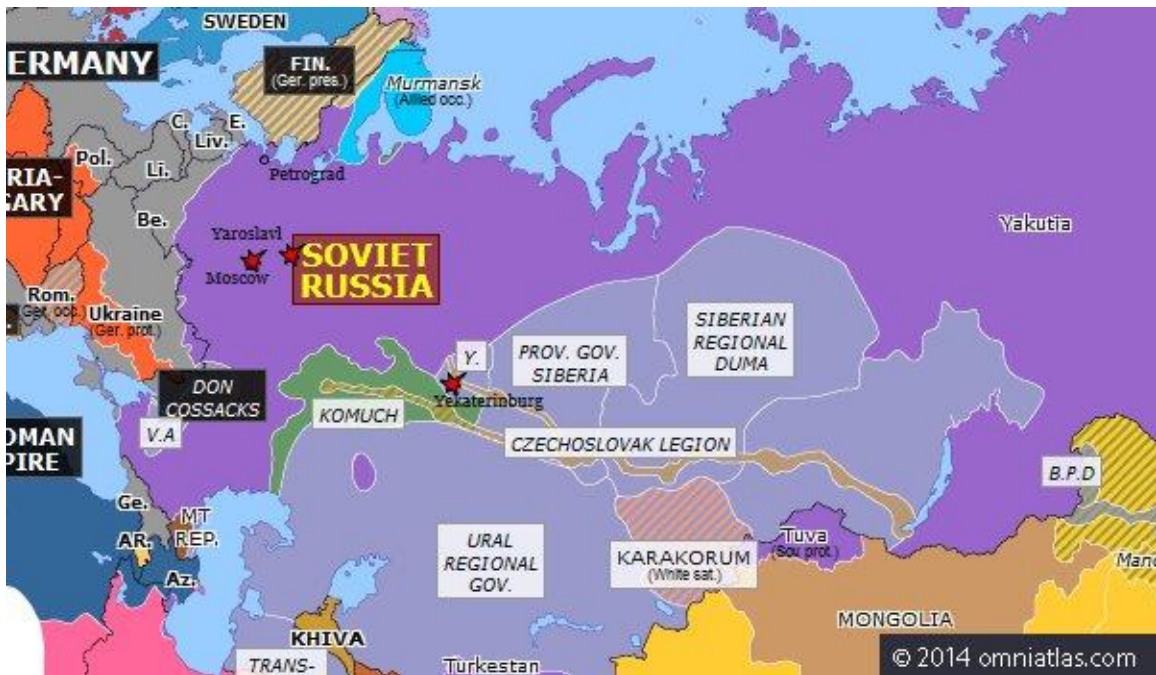 SWEDEN
ERMANY
FIN.
(Ger. pres.)
Murmansk
(Allied occ.)
C.
E.
Liv.
Pol.
Li.
Petrograd
RIA-
GARY
Be.
Yakutia
Yaroslavl
Moscow
SOVIET
RUSSIA
Rom.
(Ger. occ.)
Ukraine
(Ger. prot.)
SIBERIAN
REGIONAL
DUMA
Y.
PROV. GOV.
SIBERIA
DON
COSSACKS
Yekaterinburg
KOMUCH
V.A
CZECHOSLOVAK LEGION
OMAN
PIRE
B.P.D
Ge.
MT
REP.
AR.
Az.
URAL
REGIONAL
GOV.
Tuva
(Sov prot.)
KARAKORUM
(White sat.)
Manc
MONGOLIA
KHIVA
TRANS-
Turkestan
© 2014 omniatlas.com